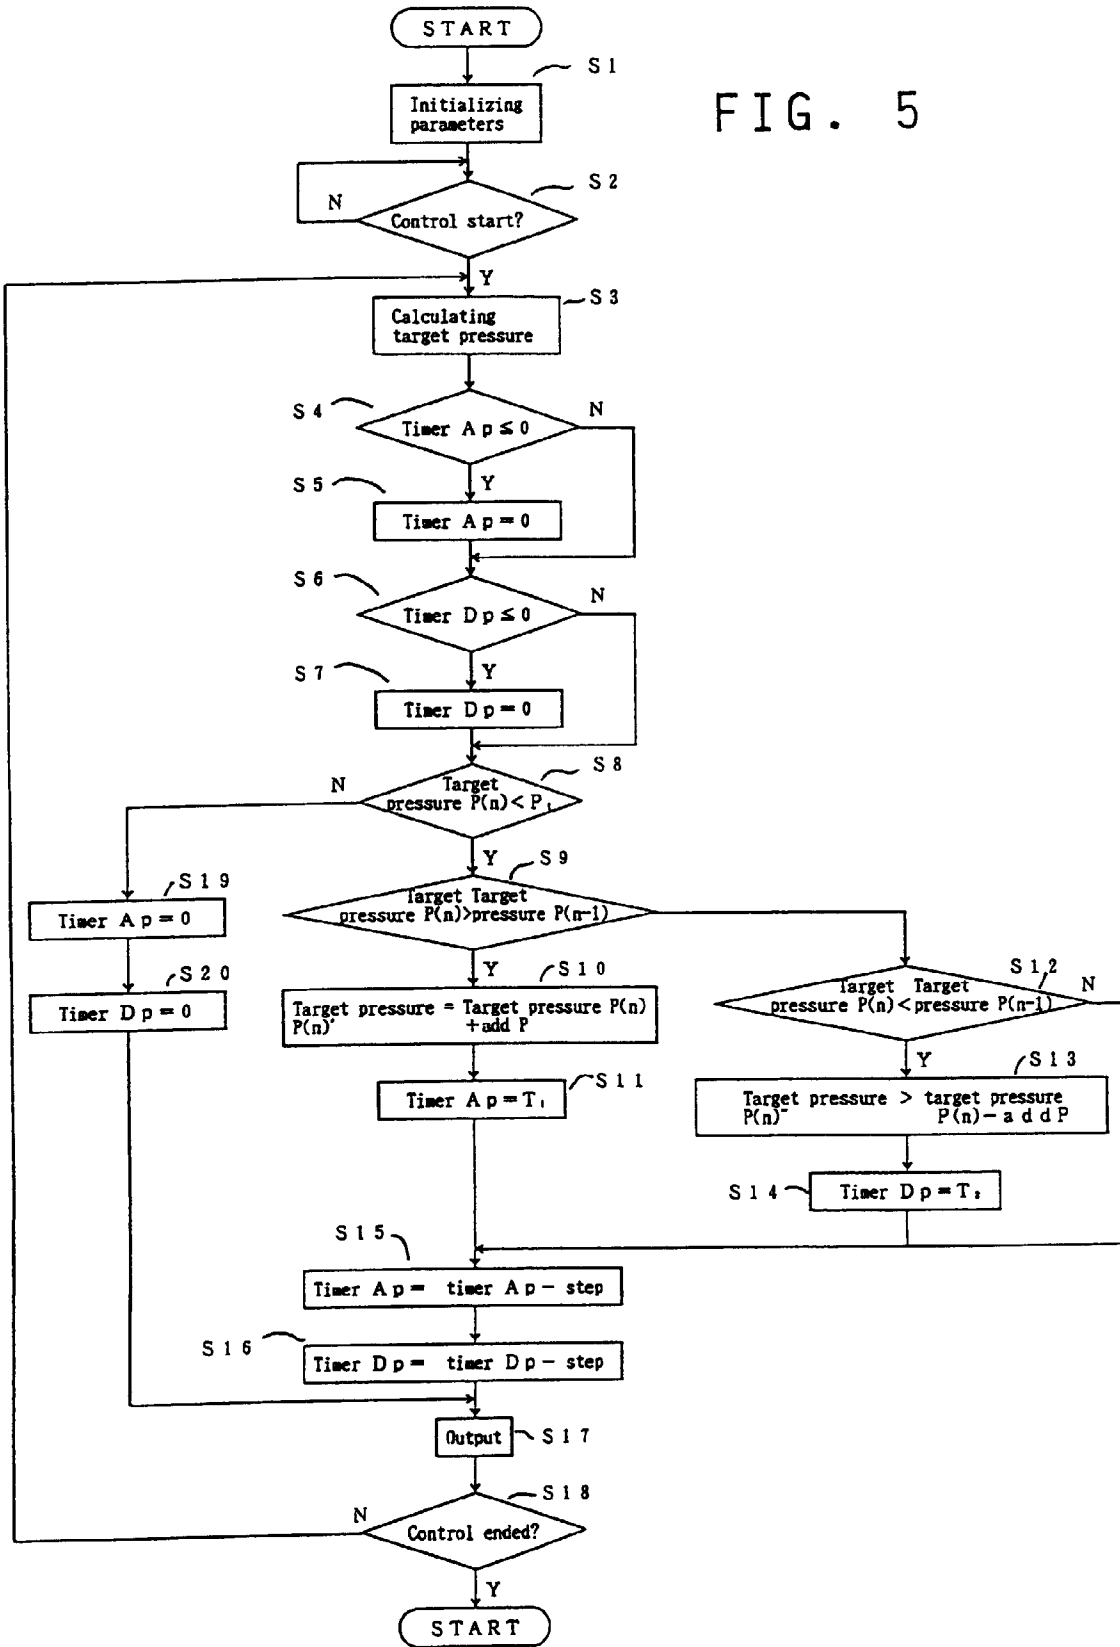 START
S1
FIG. 5
Initializing
parameters
S2
N
Control start?
Y
S3
Calculating
target pressure
S4
N
Timer Ap≦0
Y
S5
Timer Ap=0
S6
N
Timer Dp≦0
Y
S7
Timer Dp=0
S8
N
Target
pressure P(n)<P₁
Y
S9
Target Target
pressure P(n)>pressure P(n-1)
S19
Timer Ap=0
Y
S10
S12
N
Target Target
pressure P(n)<pressure P(n-1)
S20
Timer Dp=0
Target pressure = Target pressure P(n)
P(n)' +add P
Y
S13
S11
Timer Ap=T₁
Target pressure > target pressure
P(n)- P(n)-addP
S14
Timer Dp=T₂
S15
Timer Ap= timer Ap- step
S16
Timer Dp= timer Dp- step
Output
S17
S18
N
Control ended?
Y
START